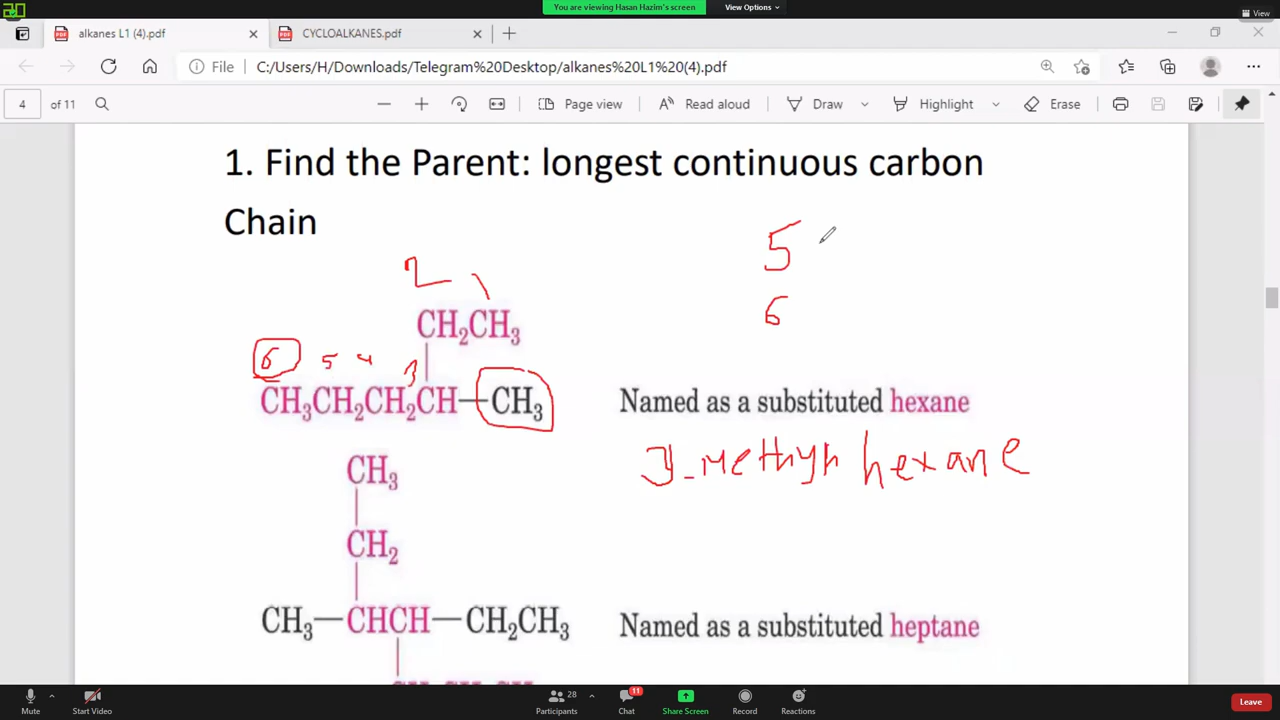 You are viewing Hasan Hazim's screen
View Options
View
alkanes L1 (4).pdf
CYCLOALKANES.pdf
File
C:/Users/H/Downloads/Telegram%20Desktop/alkanes%20L1%20(4).pdf
4 of 11
Page view
Read aloud
Draw
Highlight
Erase
1. Find the Parent: longest continuous carbon
Chain
5
6
2 1
CH₂CH₃
6 5 4 3
CH₃CH₂CH₂CH—CH₃
Named as a substituted hexane
3-methyh hexane
CH₃
CH₂
CH₃—CHCH—CH₂CH₃
Named as a substituted heptane
Mute
Start Video
Participants
28
Chat
11
Share Screen
Record
Reactions
Leave